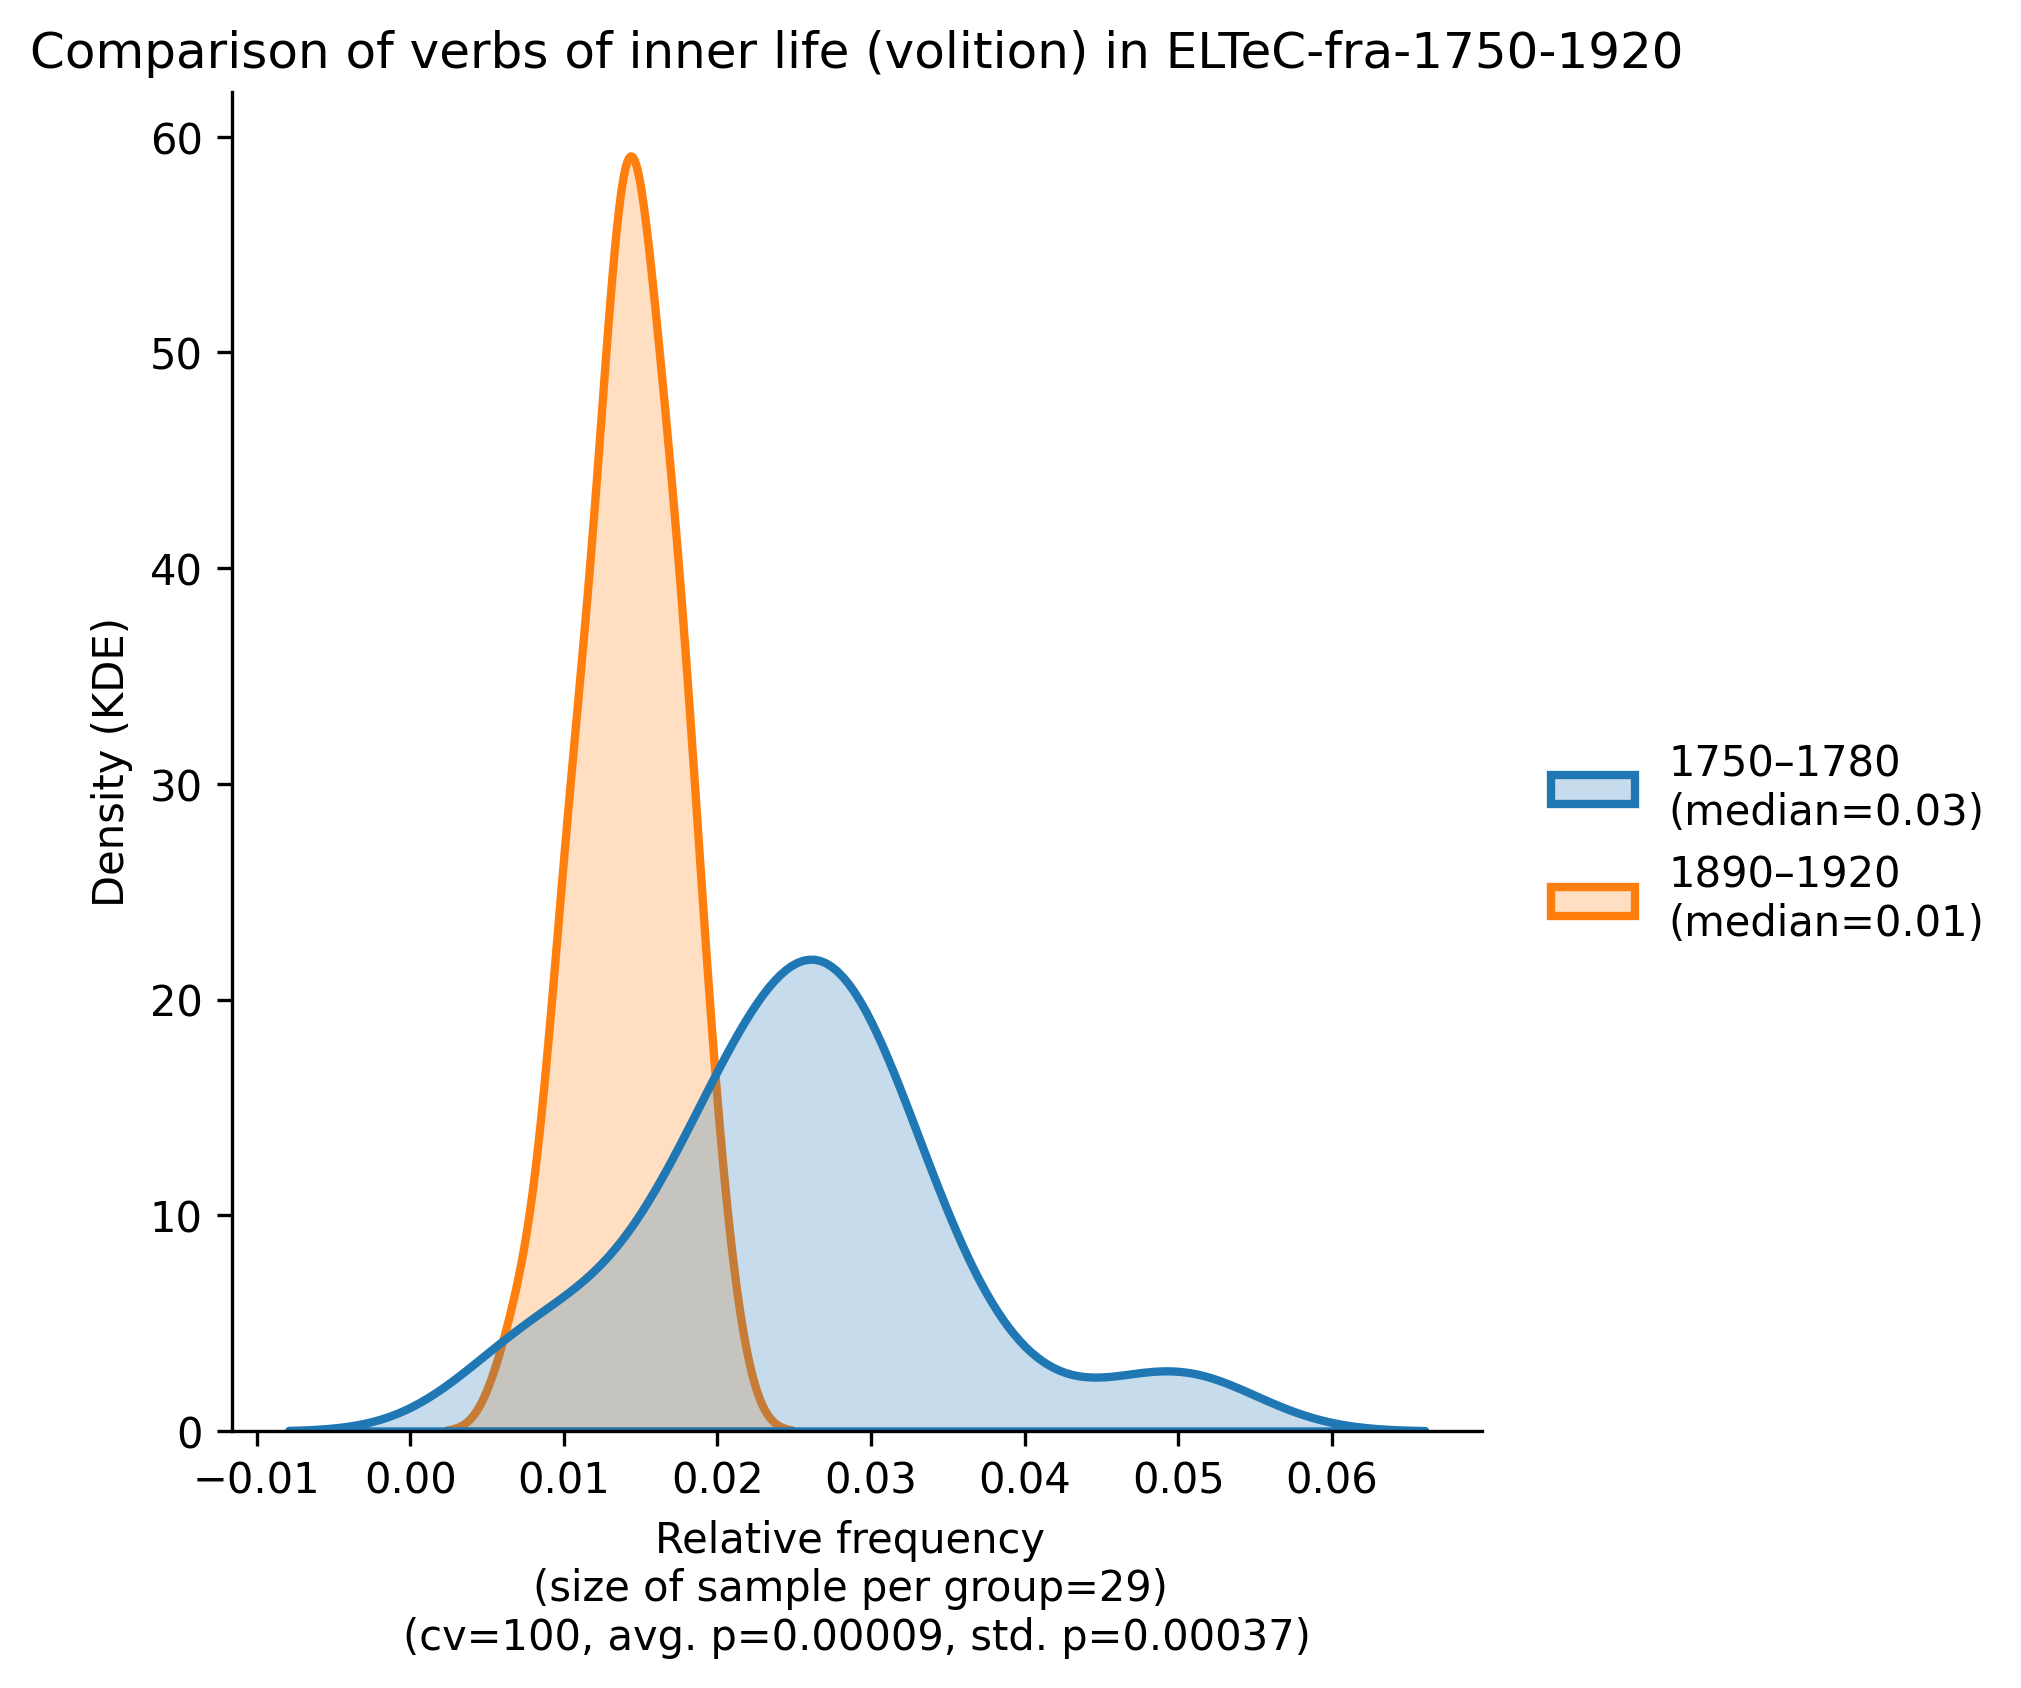 Comparison of verbs of inner life (volition) in ELTeC-fra-1750-1920
60
50
40
30
20
10
0
Density (KDE)
−0.01 0.00 0.01 0.02 0.03 0.04 0.05 0.06
Relative frequency
(size of sample per group=29)
(cv=100, avg. p=0.00009, std. p=0.00037)
1750–1780
(median=0.03)
1890–1920
(median=0.01)